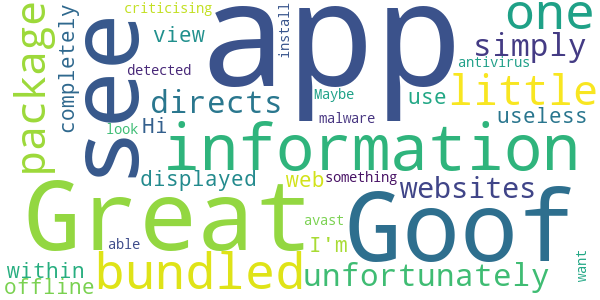 criticising
app
one
package
completely
see
view
install
simply
detected
antivirus
directs
Maybe
use
little
look
Hi
malware
useless
information
displayed
web
something
websites
Great
Goof
avast
able
I'm
within
bundled
unfortunately
want
offline